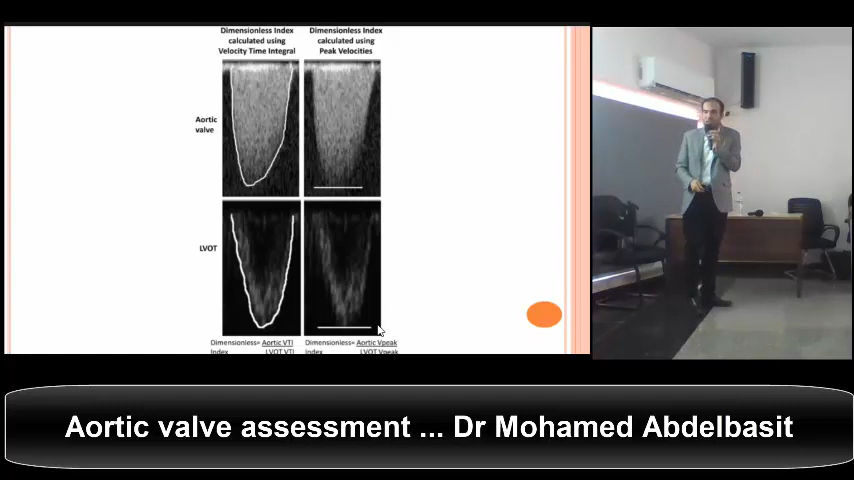 Dimensionless Index
calculated using
Velocity Time Integral
Dimensionless Index
calculated using
Peak Velocities
Aortic
valve
LVOT
Dimensionless= Aortic VTI
Index LVOT VTI
Dimensionless= Aortic Vpeak
Index LVOT Vpeak
Aortic valve assessment ... Dr Mohamed Abdelbasit